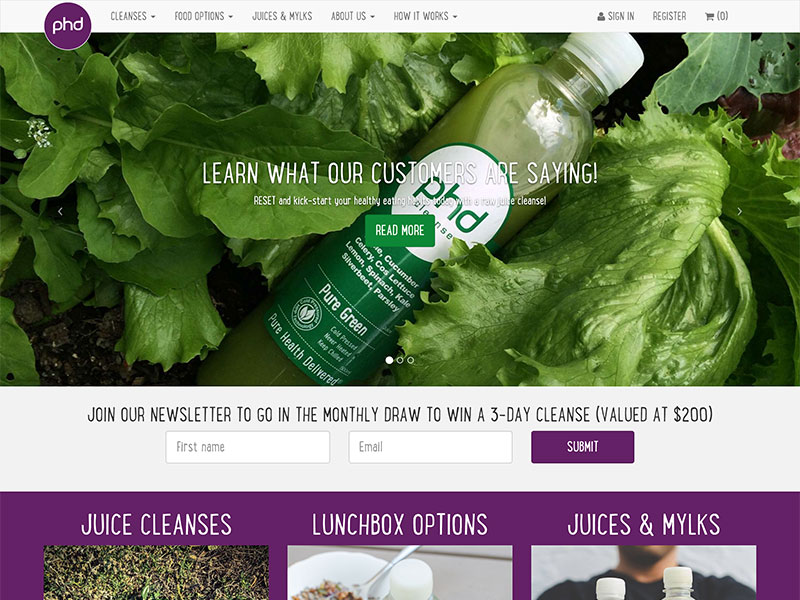 phd
CLEANSES
FOOD OPTIONS
JUICES & MYLKS
ABOUT US
HOW IT WORKS
SIGN IN
REGISTER
(0)
LEARN WHAT OUR CUSTOMERS ARE SAYING!
RESET and kick-start your healthy eating habits today with a raw juice cleanse!
READ MORE
phd
cleanse
Cucumber
Celery, Cos Lettuce
Lemon, Spinach, Kale
Silverbeet, Parsley
Pure Green
Cold Pressed
Never Heated
Keep Chilled
Pure Health Delivered
JOIN OUR NEWSLETTER TO GO IN THE MONTHLY DRAW TO WIN A 3-DAY CLEANSE (VALUED AT $200)
First name
Email
SUBMIT
JUICE CLEANSES
LUNCHBOX OPTIONS
JUICES & MYLKS